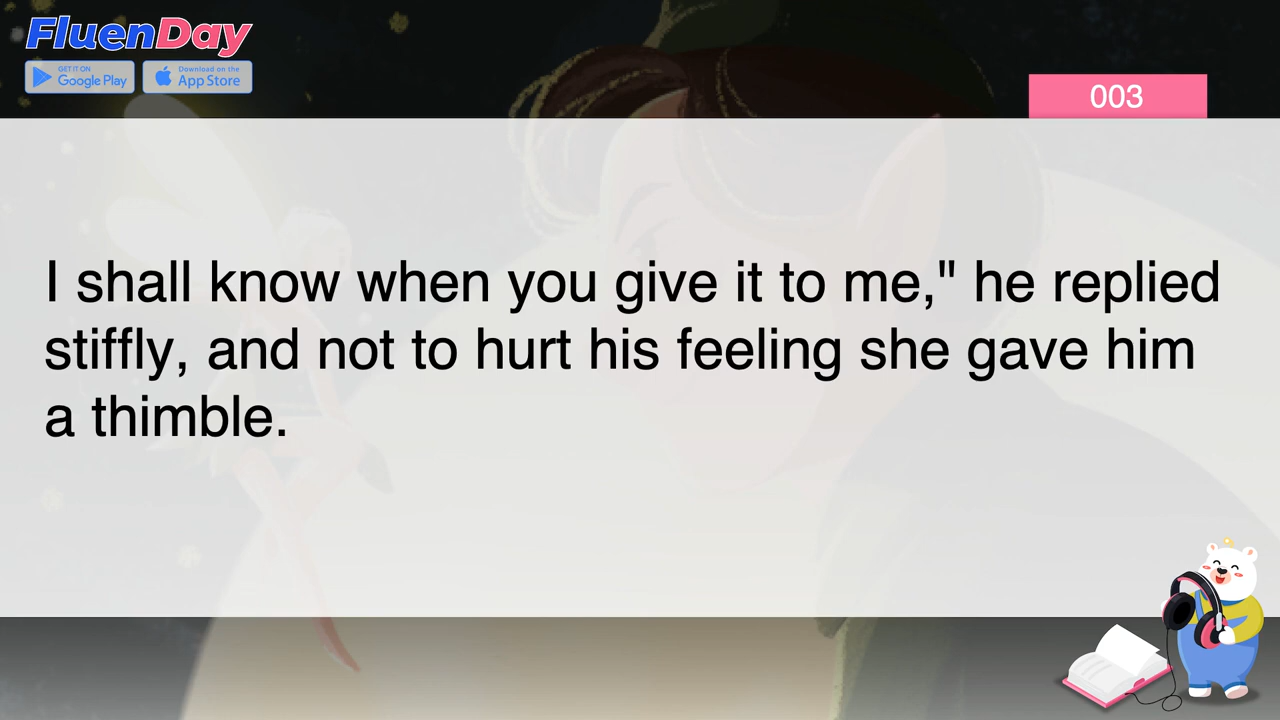 FluenDay
GET IT ON
Google Play
Download on the
App Store
003
I shall know when you give it to me," he replied
stiffly, and not to hurt his feeling she gave him
a thimble.